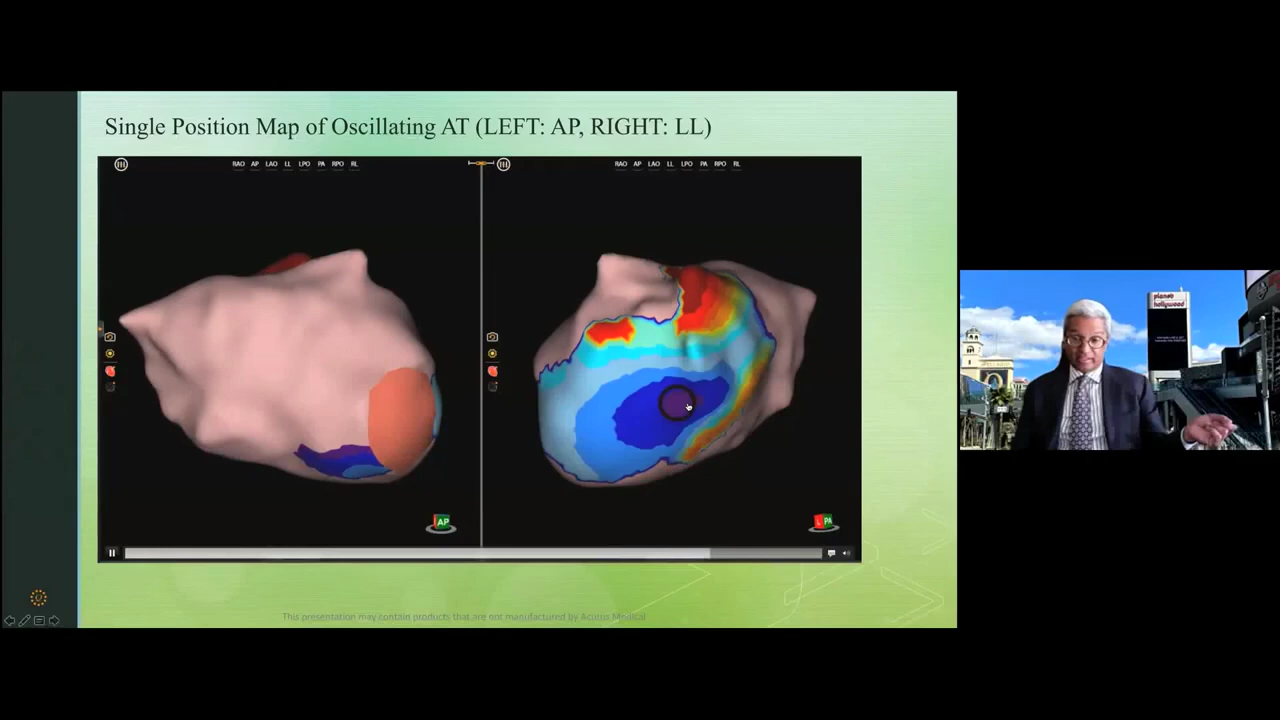 Single Position Map of Oscillating AT (LEFT: AP, RIGHT: LL)
RAO AP LAO LL LPO PA RPO RL
RAO AP LAO LL LPO PA RPO RL
planet
hollywood
AP
L PA
This presentation may contain products that are not manufactured by Acutus Medical